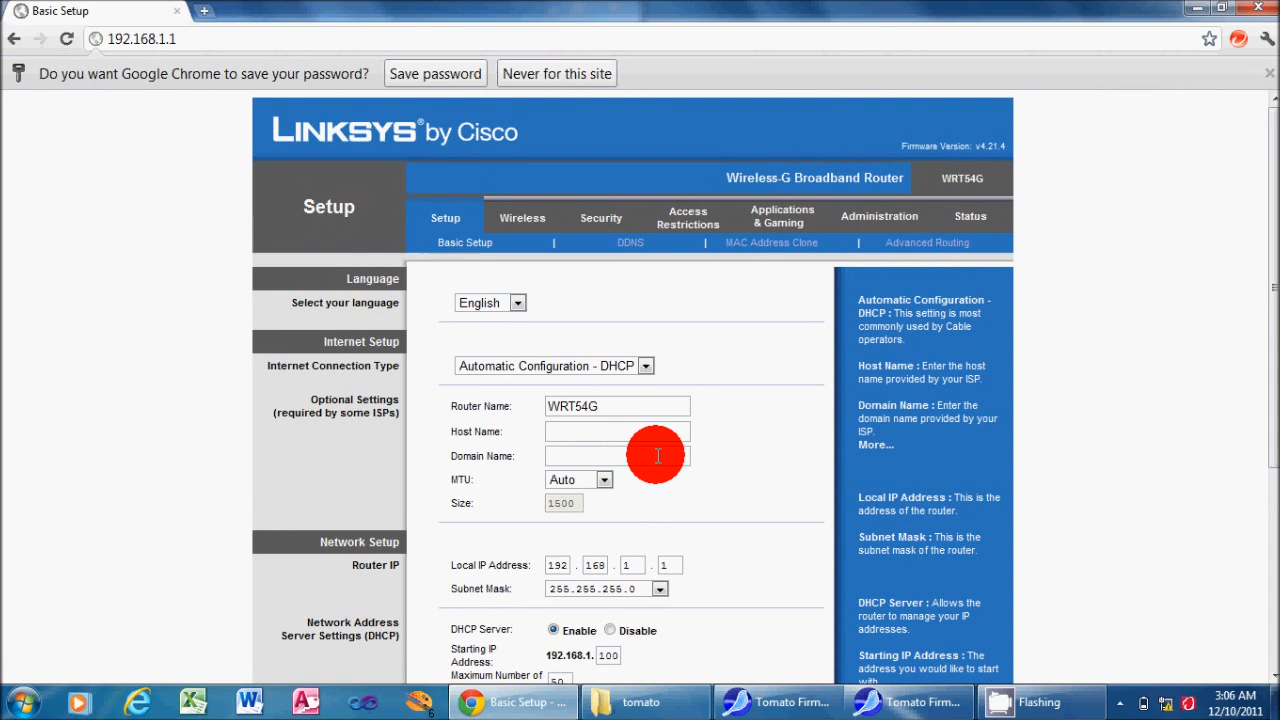 Basic Setup
192.168.1.1
Do you want Google Chrome to save your password? Save password Never for this site
LINKSYS® by Cisco
Firmware Version: v4.21.4
Wireless-G Broadband Router WRT54G
Setup
Setup Wireless Security Access Restrictions Applications & Gaming Administration Status
Basic Setup | DDNS | MAC Address Clone | Advanced Routing
Language
Select your language English
Internet Setup
Internet Connection Type Automatic Configuration - DHCP
Optional Settings
(required by some ISPs)
Router Name: WRT54G
Host Name:
Domain Name:
MTU: Auto
Size: 1500
Network Setup
Router IP
Local IP Address: 192 . 168 . 1 . 1
Subnet Mask: 255.255.255.0
Network Address
Server Settings (DHCP)
DHCP Server: Enable Disable
Starting IP
Address: 192.168.1. 100
Maximum Number of
50
Automatic Configuration -
DHCP : This setting is most
commonly used by Cable
operators.
Host Name : Enter the host
name provided by your ISP.
Domain Name : Enter the
domain name provided by your
ISP.
More...
Local IP Address : This is the
address of the router.
Subnet Mask : This is the
subnet mask of the router.
DHCP Server : Allows the
router to manage your IP
addresses.
Starting IP Address : The
address you would like to start
with.
6
Basic Setup - ... tomato Tomato Firm... Tomato Firm... Flashing
3:06 AM
12/10/2011